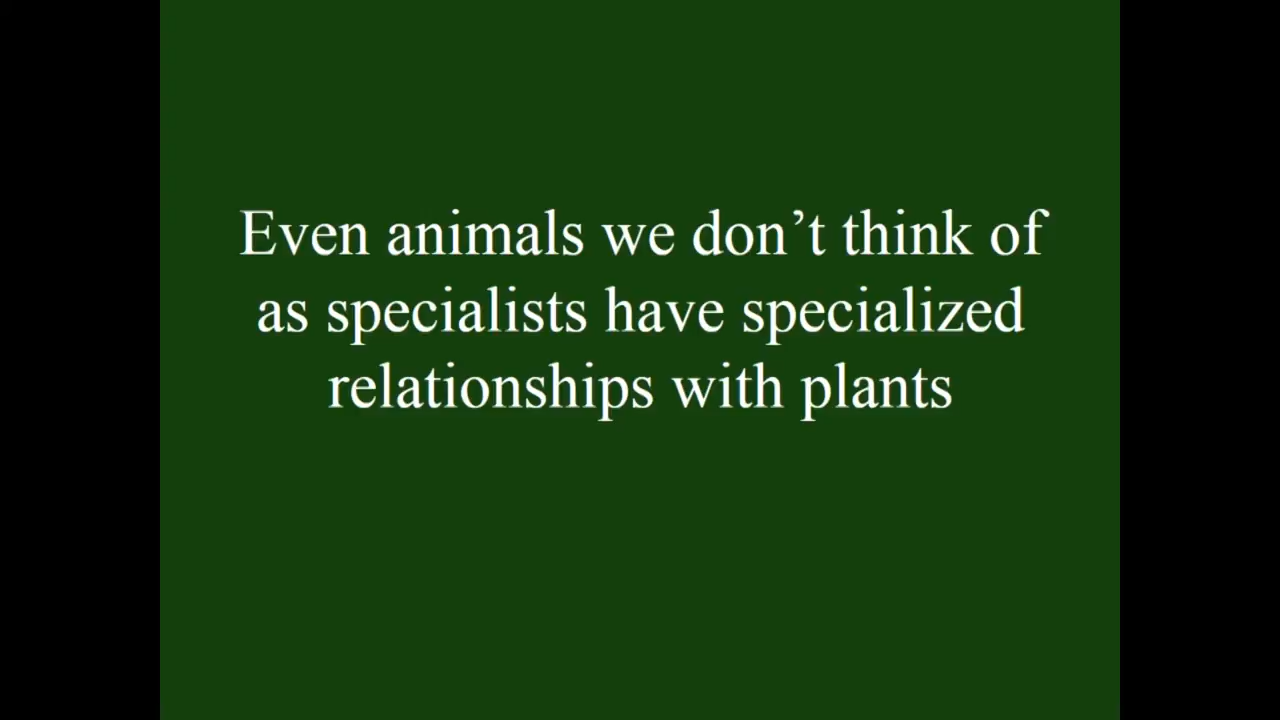 Even animals we don’t think of
as specialists have specialized
relationships with plants